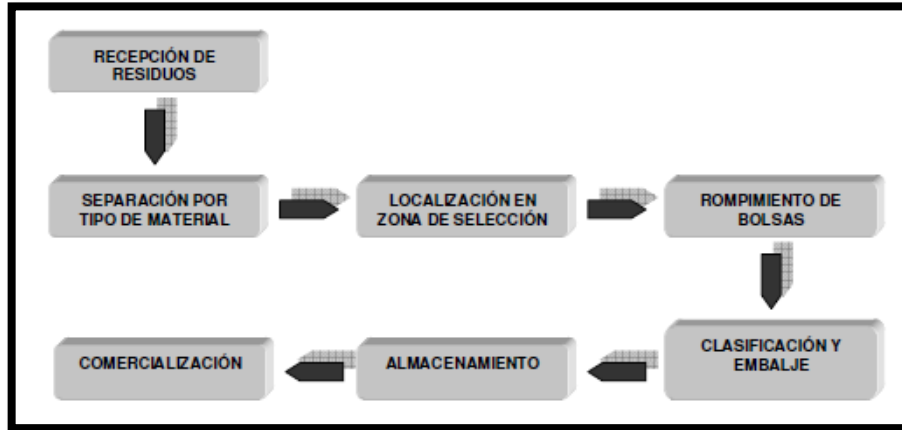 RECEPCIÓN DE
RESIDUOS
SEPARACIÓN POR
TIPO DE MATERIAL
LOCALIZACIÓN EN
ZONA DE SELECCIÓN
ROMPIMIENTO DE
BOLSAS
CLASIFICACIÓN Y
EMBALJE
ALMACENAMIENTO
COMERCIALIZACIÓN